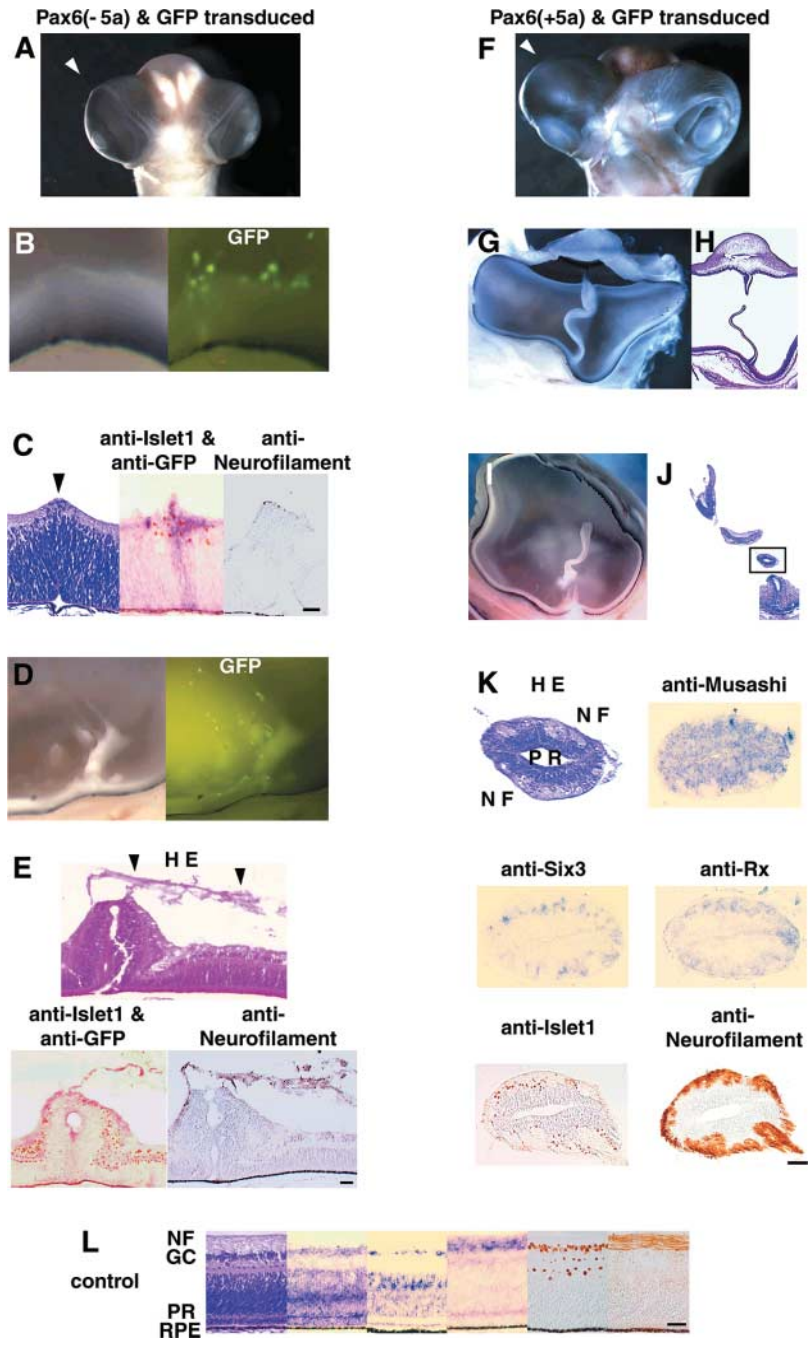 Pax6(- 5a) & GFP transduced
Pax6(+5a) & GFP transduced
A
F
B
GFP
G
H
C
anti-Islet1 &
anti-GFP
anti-
Neurofilament
J
D
GFP
K
H E
N F
P R
N F
anti-Musashi
E
H E
anti-Six3
anti-Rx
anti-Islet1 &
anti-GFP
anti-
Neurofilament
anti-Islet1
anti-
Neurofilament
L
control
NF
GC
PR
RPE